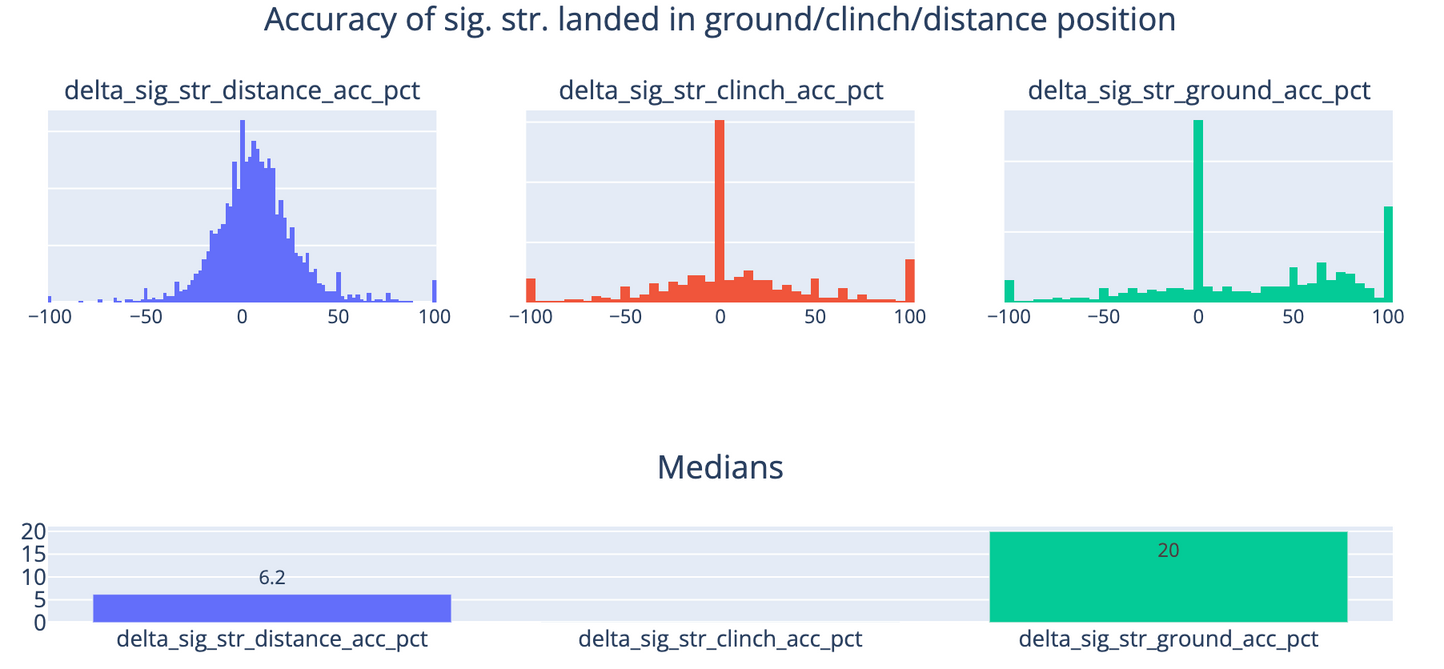 Accuracy of sig. str. landed in ground/clinch/distance position
delta_sig_str_distance_acc_pct
delta_sig_str_clinch_acc_pct
delta_sig_str_ground_acc_pct
−100 −50 0 50 100
−100 −50 0 50 100
−100 −50 0 50 100
Medians
20
15
10
5
0
6.2
20
delta_sig_str_distance_acc_pct
delta_sig_str_clinch_acc_pct
delta_sig_str_ground_acc_pct